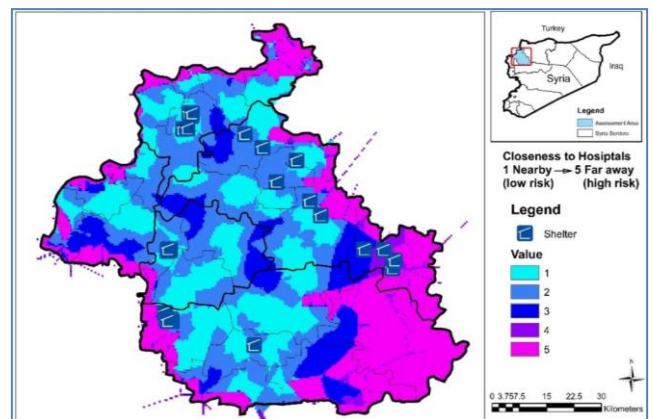 Turkey
Syria
Iraq
Legend
Assessment Area
Syria Borders
Closeness to Hosiptals
1 Nearby → 5 Far away
(low risk) (high risk)
Legend
Shelter
Value
1
2
3
4
5
N
0 3.757.5 15 22.5 30
Kilometers